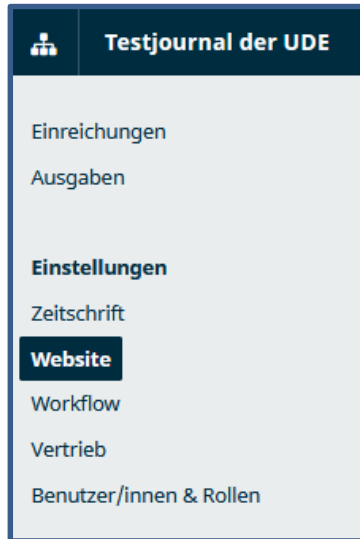 Testjournal der UDE
Einreichungen
Ausgaben
Einstellungen
Zeitschrift
Website
Workflow
Vertrieb
Benutzer/innen & Rollen